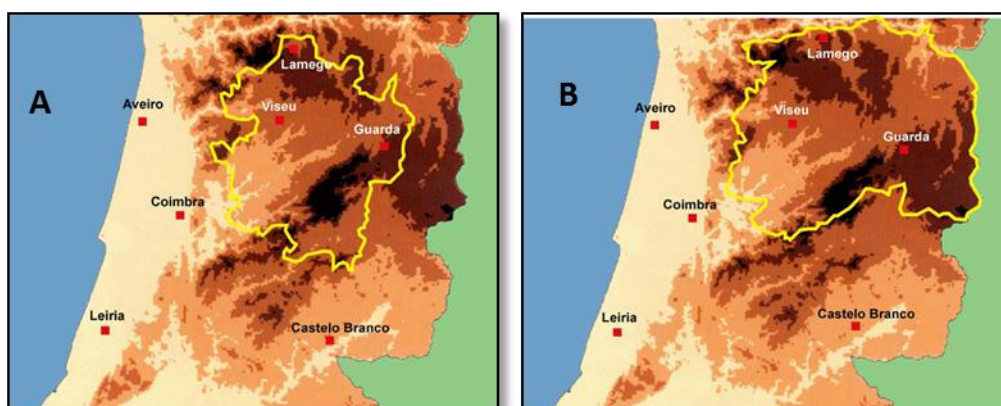 A
Lamego
Aveiro
Viseu
Guarda
Coimbra
Leiria
Castelo Branco
B
Lamego
Aveiro
Viseu
Guarda
Coimbra
Leiria
Castelo Branco